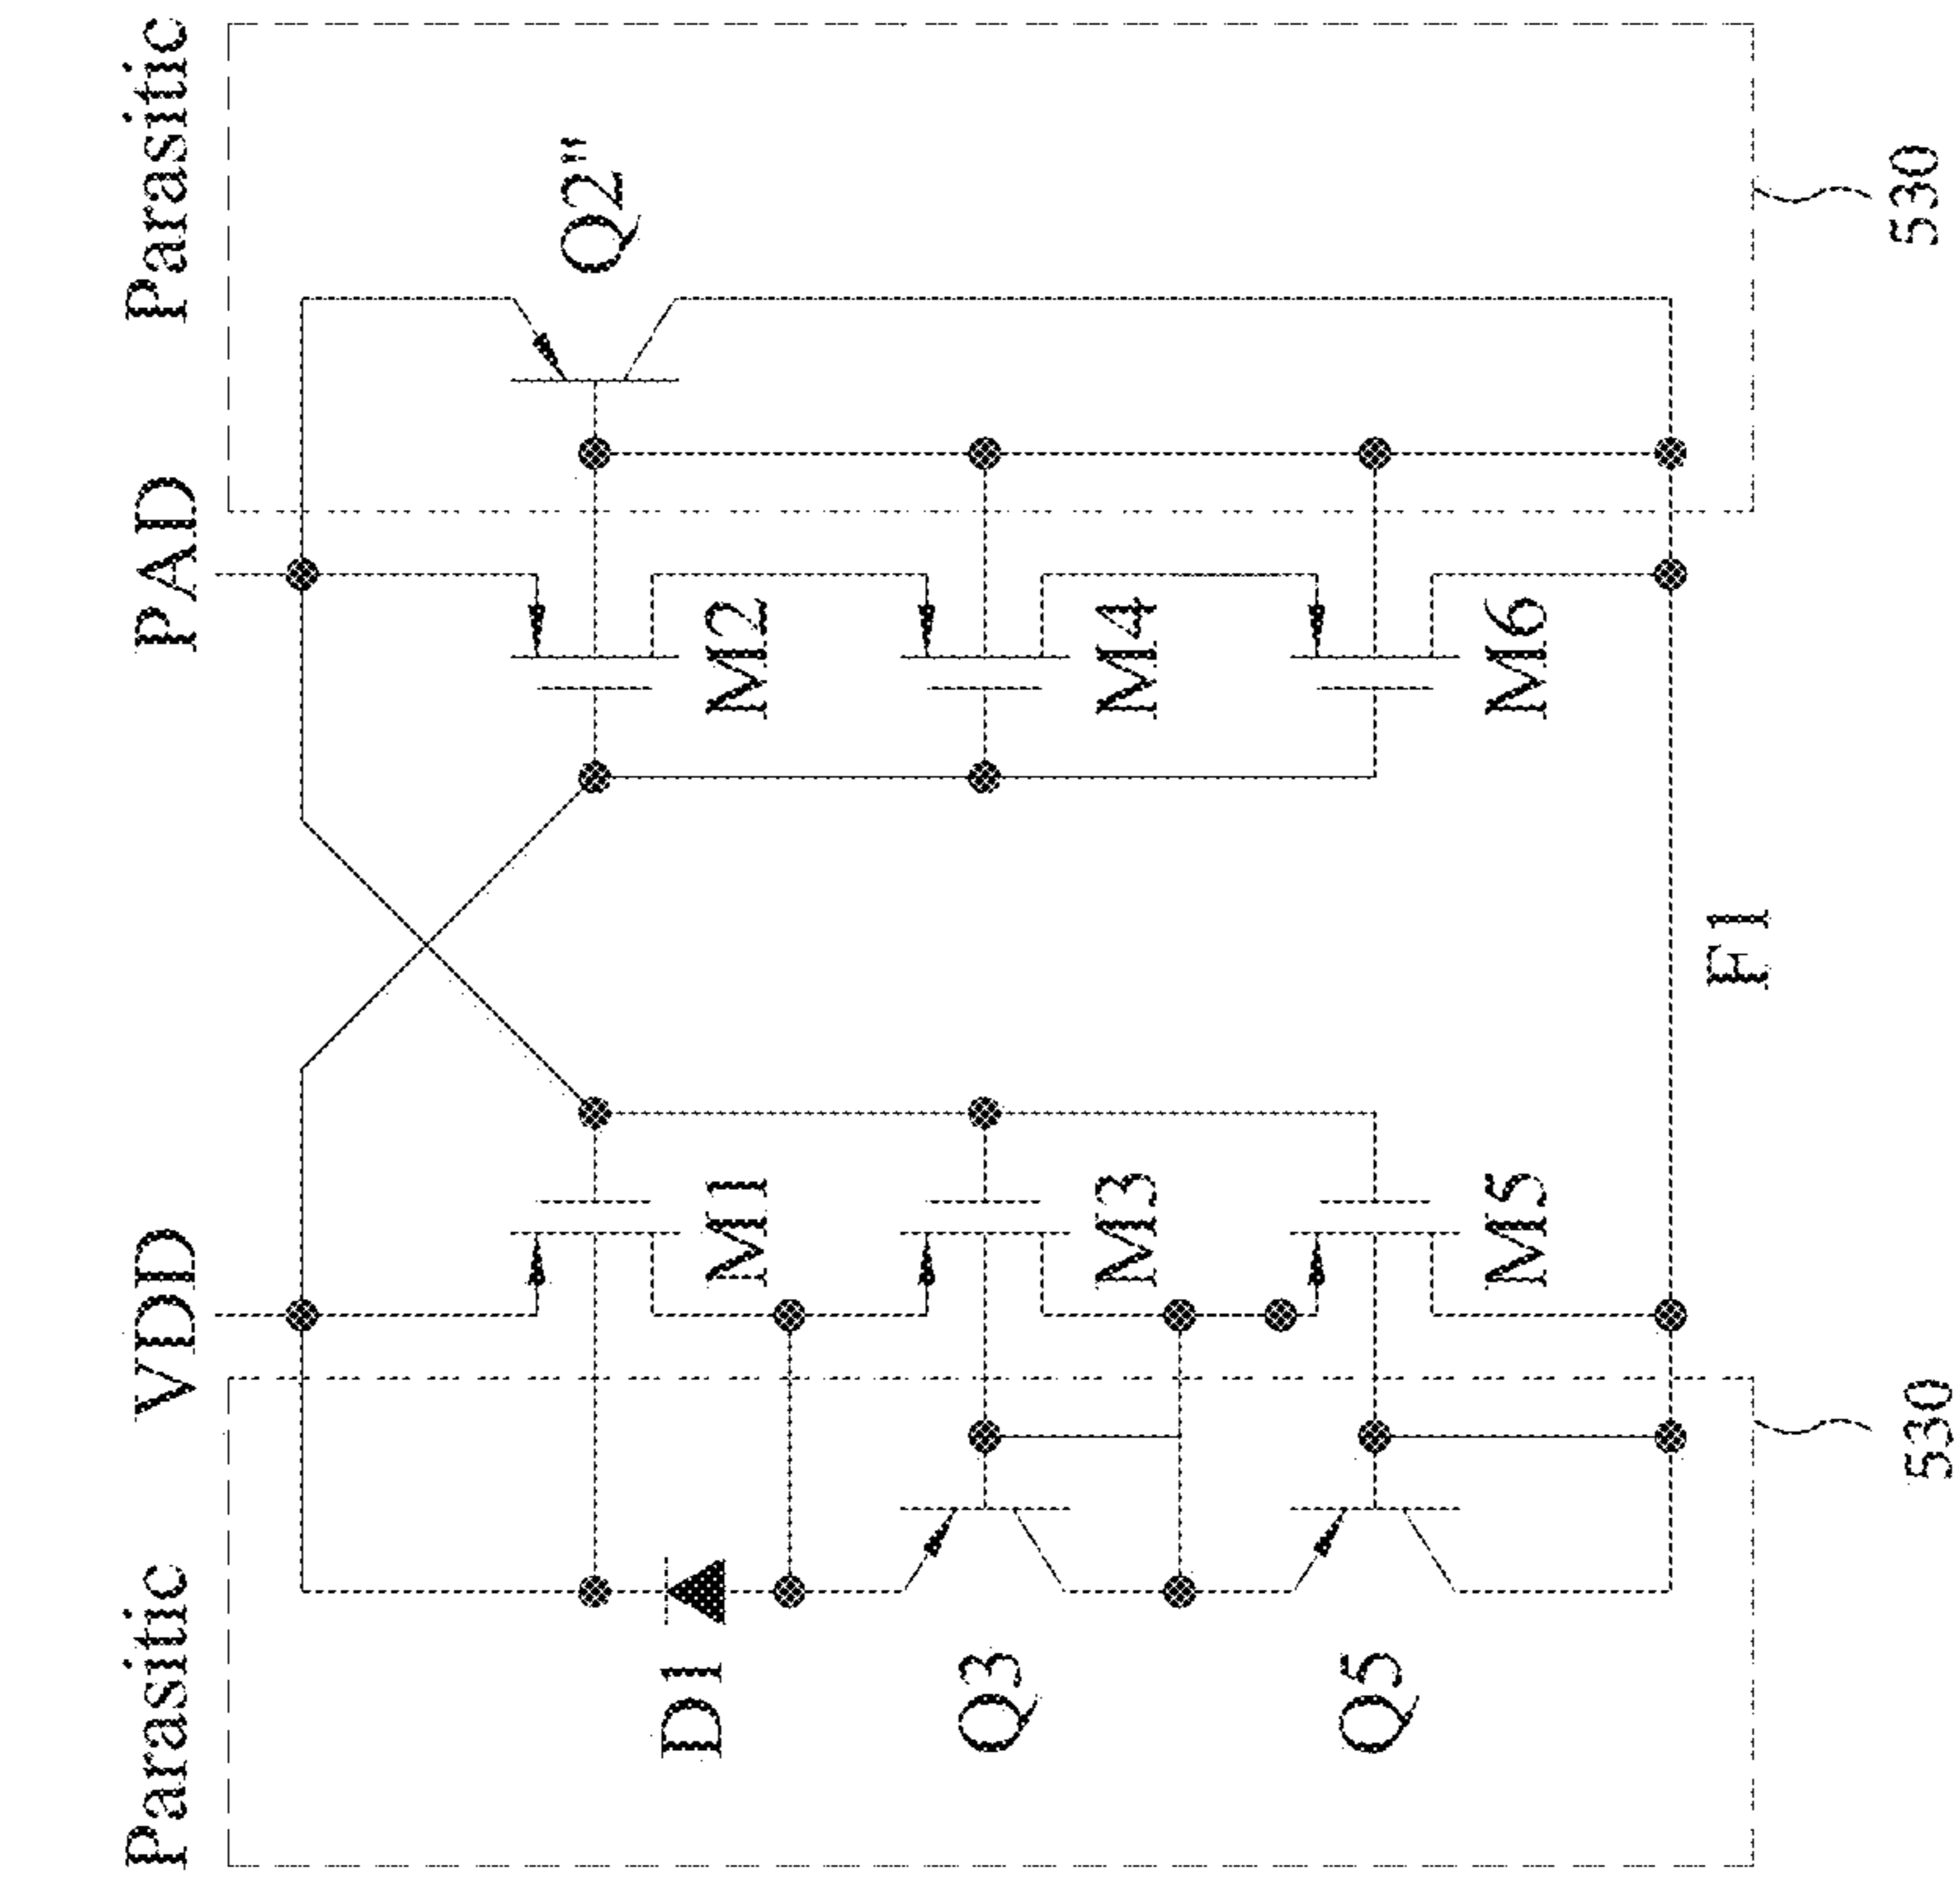 Parasitic
VDD
PAD
Parasitic
D1
M1
M2
Q2"
Q3
M3
M4
Q5
M5
M6
F1
530
530